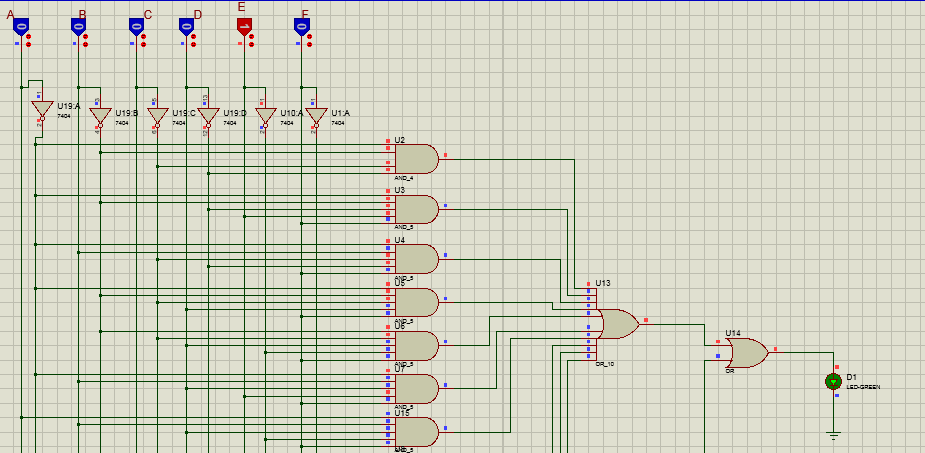 A B C D E F
0 0 0 0 1 0
U19:A U19:B U19:C U19:D U10:A U1:A
7404 7404 7404 7404 7404 7404
U2
AND_4
U3
AND_5
U4
AND_5
U5
AND_5
U6
AND_5
U7
AND_5
U15
U13
OR_10
U14
OR
D1
LED-GREEN